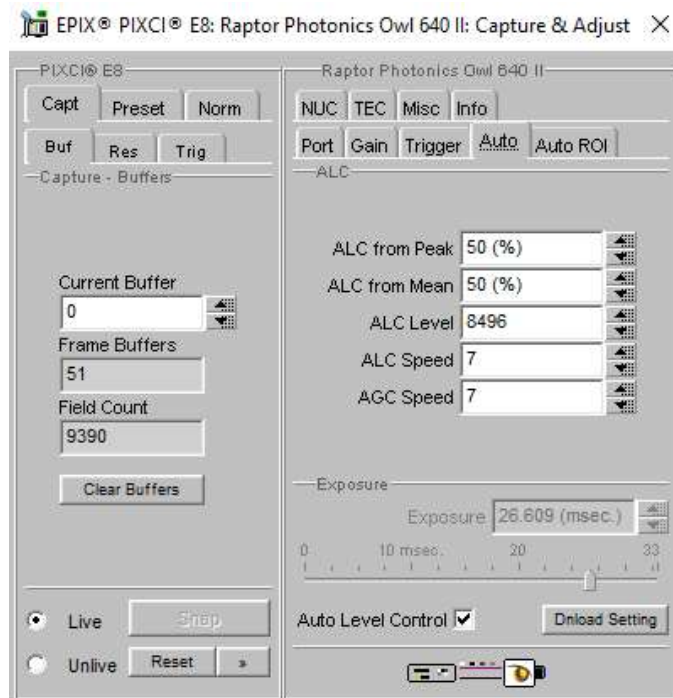 EPIX® PIXCI® E8: Raptor Photonics Owl 640 II: Capture & Adjust
PIXCI® E8
Capt Preset Norm
Buf Res Trig
Capture - Buffers
Current Buffer
0
Frame Buffers
51
Field Count
9390
Clear Buffers
Live Snap
Unlive Reset »
Raptor Photonics Owl 640 II
NUC TEC Misc Info
Port Gain Trigger Auto Auto ROI
ALC
ALC from Peak 50 (%)
ALC from Mean 50 (%)
ALC Level 8496
ALC Speed 7
AGC Speed 7
Exposure
Exposure 26.609 (msec.)
0 10 msec. 20 33
Auto Level Control Dnload Setting